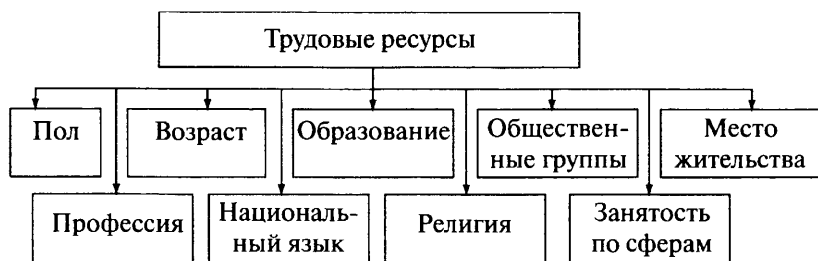 Трудовые ресурсы
Пол
Возраст
Образование
Обществен-
ные группы
Место
жительства
Профессия
Националь-
ный язык
Религия
Занятость
по сферам